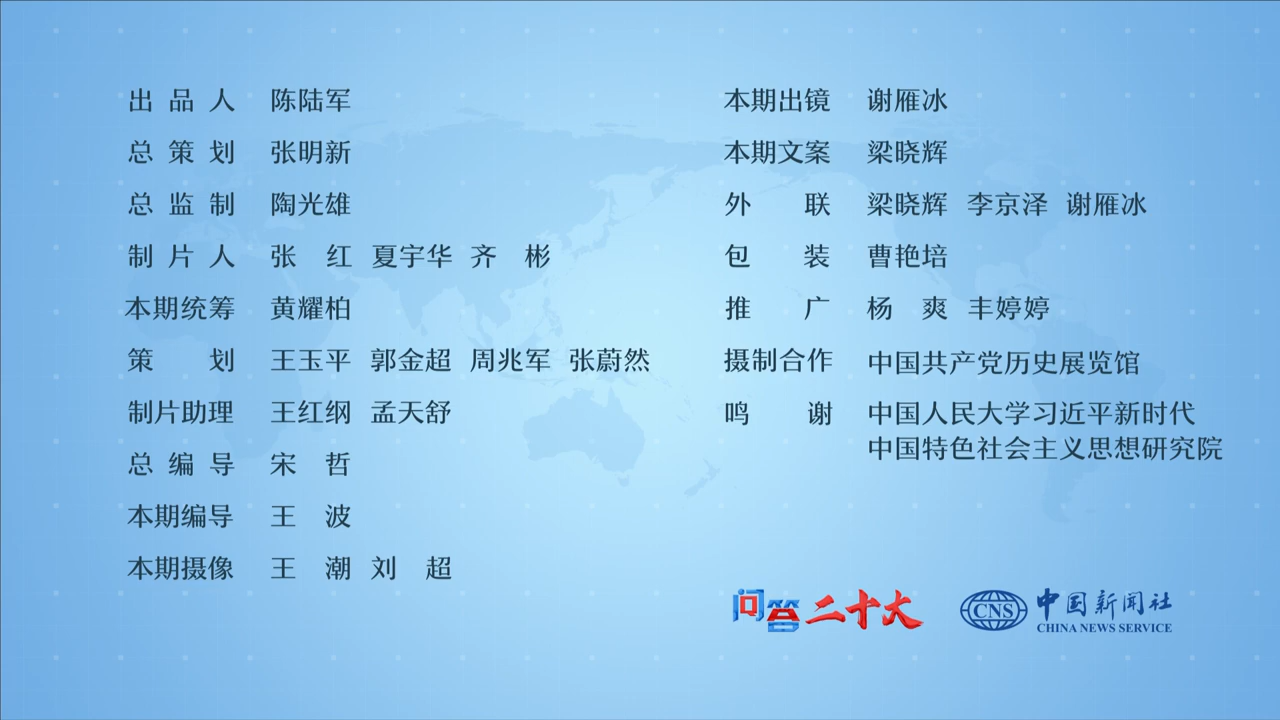 出品人 陈陆军
总策划 张明新
总监制 陶光雄
制片人 张红 夏宇华 齐彬
本期统筹 黄耀柏
策划 王玉平 郭金超 周兆军 张蔚然
制片助理 王红纲 孟天舒
总编导 宋哲
本期编导 王波
本期摄像 王潮 刘超
本期出镜 谢雁冰
本期文案 梁晓辉
外联 梁晓辉 李京泽 谢雁冰
包装 曹艳培
推广 杨爽 丰婷婷
摄制合作 中国共产党历史展览馆
鸣谢 中国人民大学习近平新时代
中国特色社会主义思想研究院
问答二十大
CNS 中国新闻社
CHINA NEWS SERVICE